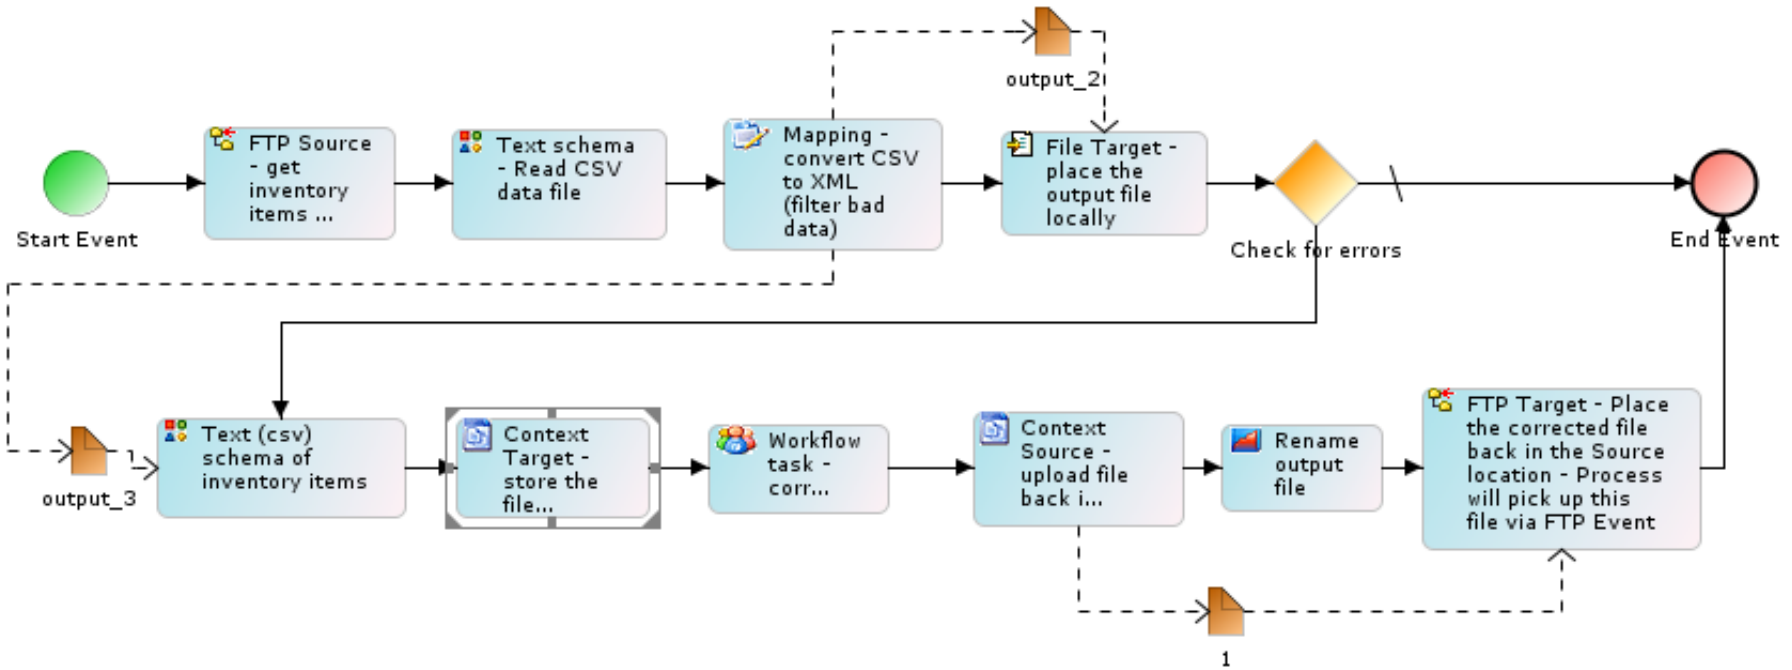 output_2
FTP Source
- get
inventory
items ...
Text schema
- Read CSV
data file
Mapping -
convert CSV
to XML
(filter bad
data)
File Target -
place the
output file
locally
Start Event
Check for errors
End Event
output_3
Text (csv)
schema of
inventory items
Context
Target -
store the
file...
Workflow
task -
corr...
Context
Source -
upload file
back i...
Rename
output
file
FTP Target - Place
the corrected file
back in the Source
location - Process
will pick up this
file via FTP Event
1